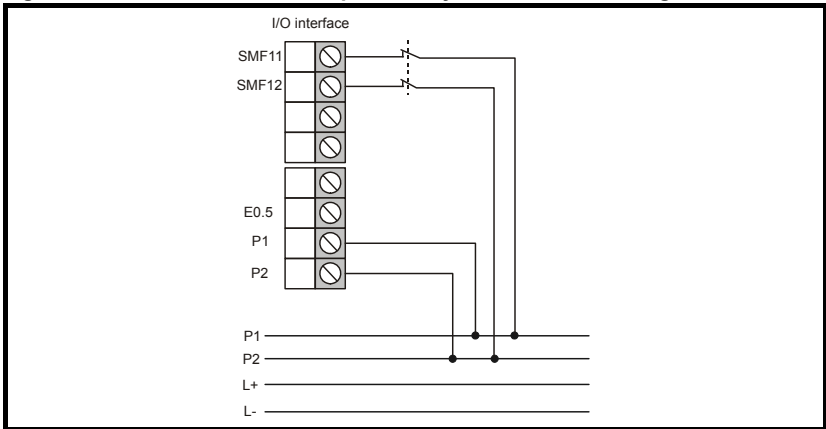 I/O interface
SMF11
SMF12
E0.5
P1
P2
P1
P2
L+
L-